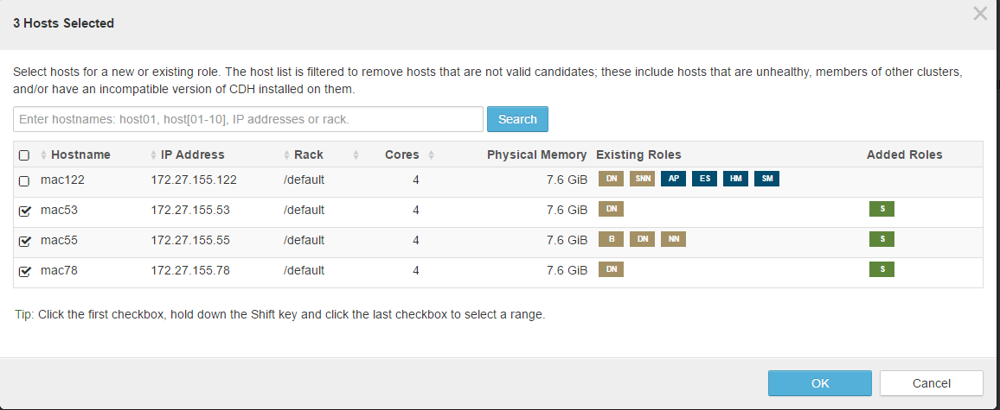 3 Hosts Selected
Select hosts for a new or existing role. The host list is filtered to remove hosts that are not valid candidates; these include hosts that are unhealthy, members of other clusters,
and/or have an incompatible version of CDH installed on them.
Enter hostnames: host01, host[01-10], IP addresses or rack. Search
Hostname IP Address Rack Cores Physical Memory Existing Roles Added Roles
mac122 172.27.155.122 /default 4 7.6 GiB DN SNN AP ES HM SM
mac53 172.27.155.53 /default 4 7.6 GiB DN S
mac55 172.27.155.55 /default 4 7.6 GiB B DN NN S
mac78 172.27.155.78 /default 4 7.6 GiB DN S
Tip: Click the first checkbox, hold down the Shift key and click the last checkbox to select a range.
OK Cancel